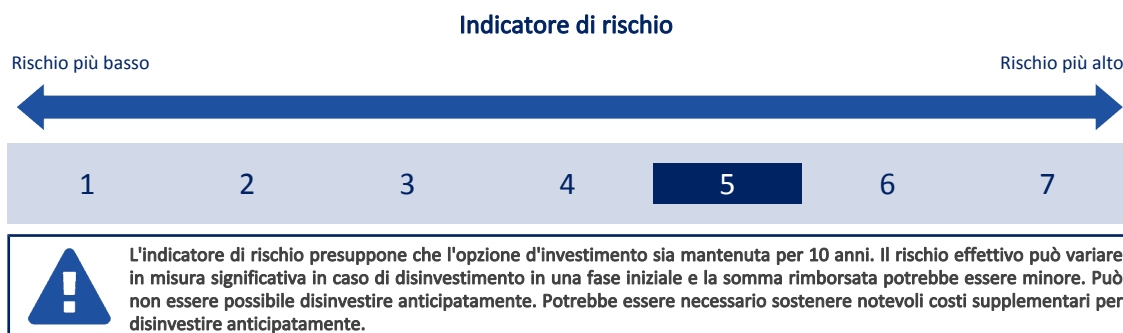 Indicatore di rischio
Rischio più basso
Rischio più alto
1 2 3 4 5 6 7
L'indicatore di rischio presuppone che l'opzione d'investimento sia mantenuta per 10 anni. Il rischio effettivo può variare
in misura significativa in caso di disinvestimento in una fase iniziale e la somma rimborsata potrebbe essere minore. Può
non essere possibile disinvestire anticipatamente. Potrebbe essere necessario sostenere notevoli costi supplementari per
disinvestire anticipatamente.